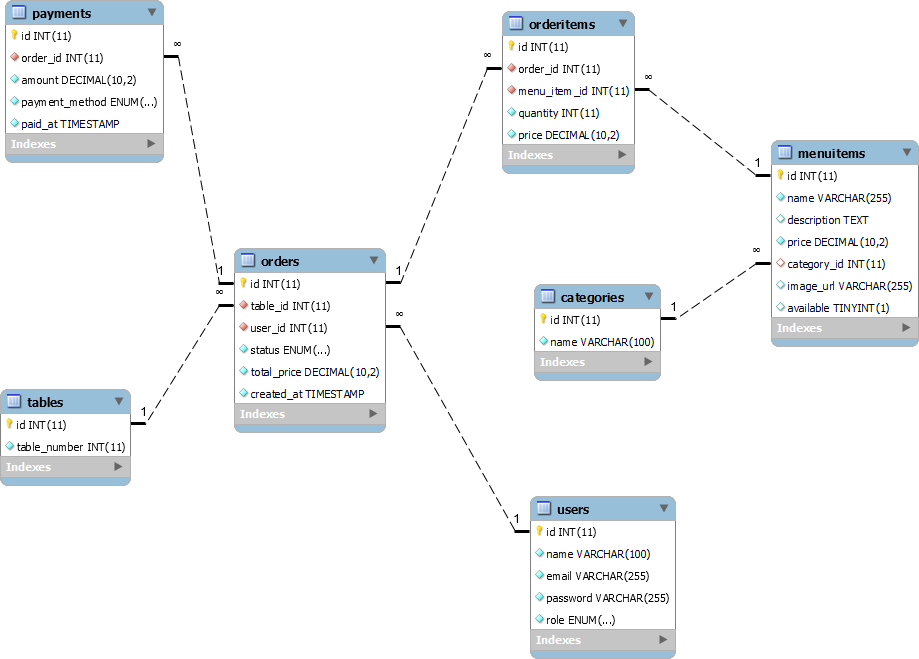 payments
id INT(11)
order_id INT(11)
amount DECIMAL(10,2)
payment_method ENUM(...)
paid_at TIMESTAMP
Indexes
∞
1
orderitems
id INT(11)
order_id INT(11)
menu_item_id INT(11)
quantity INT(11)
price DECIMAL(10,2)
Indexes
∞
1
∞
1
menuitems
id INT(11)
name VARCHAR(255)
description TEXT
price DECIMAL(10,2)
category_id INT(11)
image_url VARCHAR(255)
available TINYINT(1)
Indexes
orders
id INT(11)
table_id INT(11)
user_id INT(11)
status ENUM(...)
total_price DECIMAL(10,2)
created_at TIMESTAMP
Indexes
∞
1
∞
1
categories
id INT(11)
name VARCHAR(100)
Indexes
1
∞
tables
id INT(11)
table_number INT(11)
Indexes
users
id INT(11)
name VARCHAR(100)
email VARCHAR(255)
password VARCHAR(255)
role ENUM(...)
Indexes